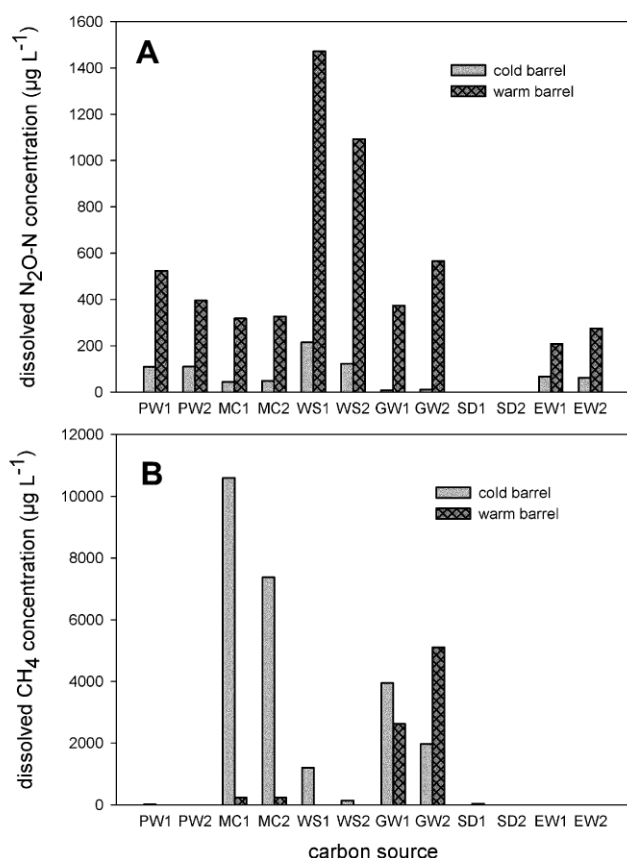 1600
A
1400
cold barrel
warm barrel
1200
1000
800
600
400
200
0
dissolved N₂O-N concentration (µg L⁻¹)
PW1 PW2 MC1 MC2 WS1 WS2 GW1 GW2 SD1 SD2 EW1 EW2
12000
B
10000
cold barrel
warm barrel
8000
6000
4000
2000
0
dissolved CH₄ concentration (µg L⁻¹)
PW1 PW2 MC1 MC2 WS1 WS2 GW1 GW2 SD1 SD2 EW1 EW2
carbon source